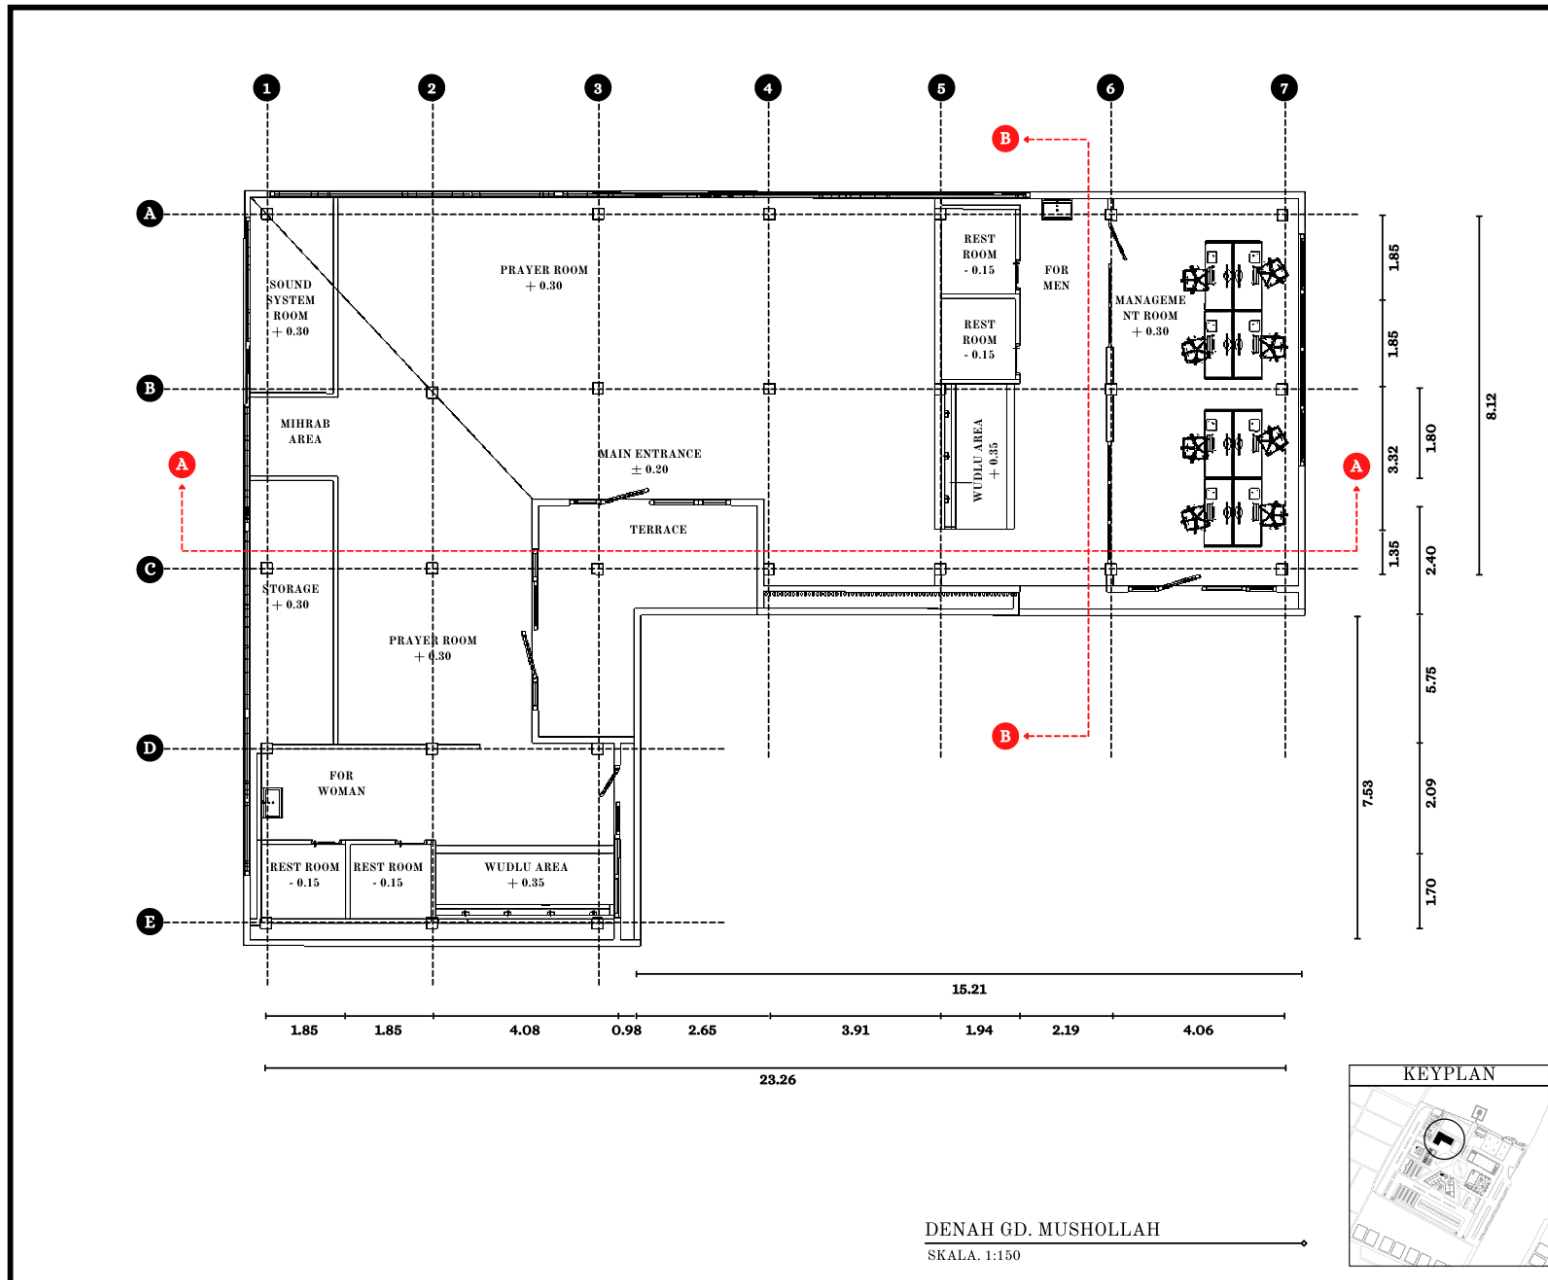 1 2 3 4 5 6 7
B
A
REST
ROOM
- 0.15
PRAYER ROOM
+ 0.30
FOR
MEN
SOUND
SYSTEM
ROOM
+ 0.30
MANAGEME
NT ROOM
+ 0.30
REST
ROOM
- 0.15
1.85
1.85
B
MIHRAB
AREA
MAIN ENTRANCE
± 0.20
WUDLU AREA
+ 0.35
A
A
3.32
1.80
8.12
TERRACE
1.35
2.40
C
STORAGE
+ 0.30
PRAYER ROOM
+ 0.30
5.75
D
B
FOR
WOMAN
7.53
2.09
REST ROOM
- 0.15
REST ROOM
- 0.15
WUDLU AREA
+ 0.35
1.70
E
15.21
1.85 1.85 4.08 0.98 2.65 3.91 1.94 2.19 4.06
23.26
KEYPLAN
DENAH GD. MUSHOLLAH
SKALA. 1:150